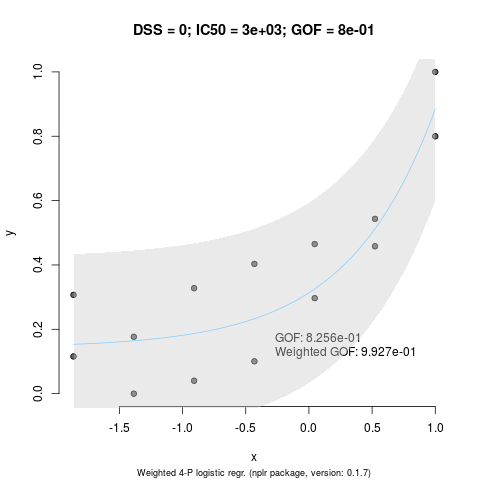 DSS = 0; IC50 = 3e+03; GOF = 8e-01
1.0
0.8
0.6
0.4
0.2
0.0
y
GOF: 8.256e-01
Weighted GOF: 9.927e-01
-1.5 -1.0 -0.5 0.0 0.5 1.0
x
Weighted 4-P logistic regr. (nplr package, version: 0.1.7)